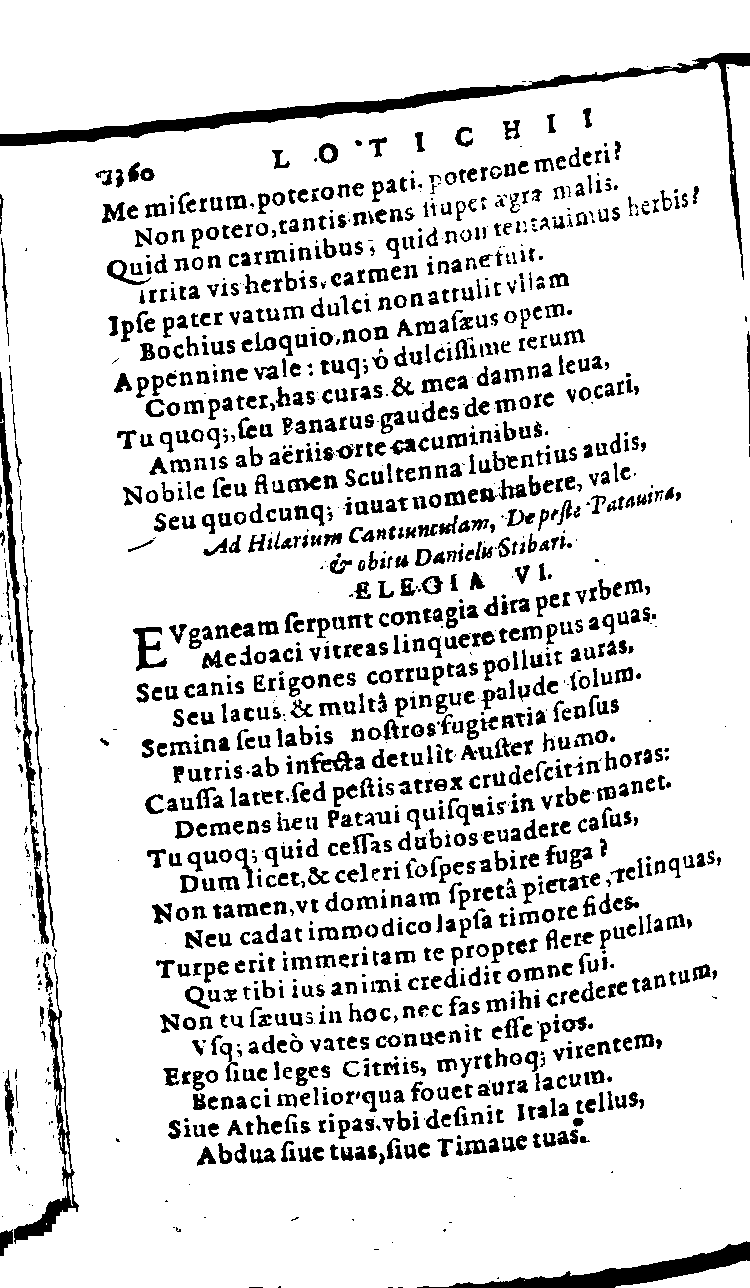 1360 LOTICHII
Me miſerum, poterone pati, poterone mederi?
Non potero, tantis mens ſtupet ægra malis.
Quid non carminibus, quid non tentauimus herbis?
Irrita vis herbis, carmen inane fuit.
Ipſe pater vatum dulci non attulit vllam
Bochius eloquio, non Amaſæus opem.
Appennine vale: tuq; ô dulciſſime rerum
Compater, has curas & mea damna leua,
Tu quoq;, ſeu Panarus gaudes de more vocari,
Amnis ab aëriis orte cacuminibus.
Nobile ſeu flumen Scultenna lubentius audis,
Seu quodcunq; iuuat nomen habere, vale.
Ad Hilarium Cantiunculam, De peſte Patauina,
& obitu Danielis Stibari.
ELEGIA VI.
EVganeam ſerpunt contagia dira per vrbem,
Medoaci vitreas linquere tempus aquas.
Seu canis Erigones corruptas polluit auras,
Seu lacus, & multâ pingue palude ſolum.
Semina ſeu labis noſtros fugientia ſenſus
Putris ab infecta detulit Auſter humo.
Cauſſa latet, ſed peſtis atrox crudeſcit in horas:
Demens heu Pataui quiſquis in vrbe manet.
Tu quoq; quid ceſſas dubios euadere caſus,
Dum licet, & celeri ſoſpes abire fuga?
Non tamen, vt dominam ſpretâ pietate, relinquas,
Neu cadat immodico lapſa timore fides.
Turpe erit immeritam te propter flere puellam,
Quæ tibi ius animi credidit omne ſui.
Non tu ſæuus in hoc, nec fas mihi credere tantum,
Vſq; adeò vates conuenit eſſe pios.
Ergo ſiue leges Citriis, myrthoq; virentem,
Benaci melior qua fouet aura lacum.
Siue Atheſis ripas, vbi deſinit Itala tellus,
Abdua ſiue tuas, ſiue Timaue tuas.